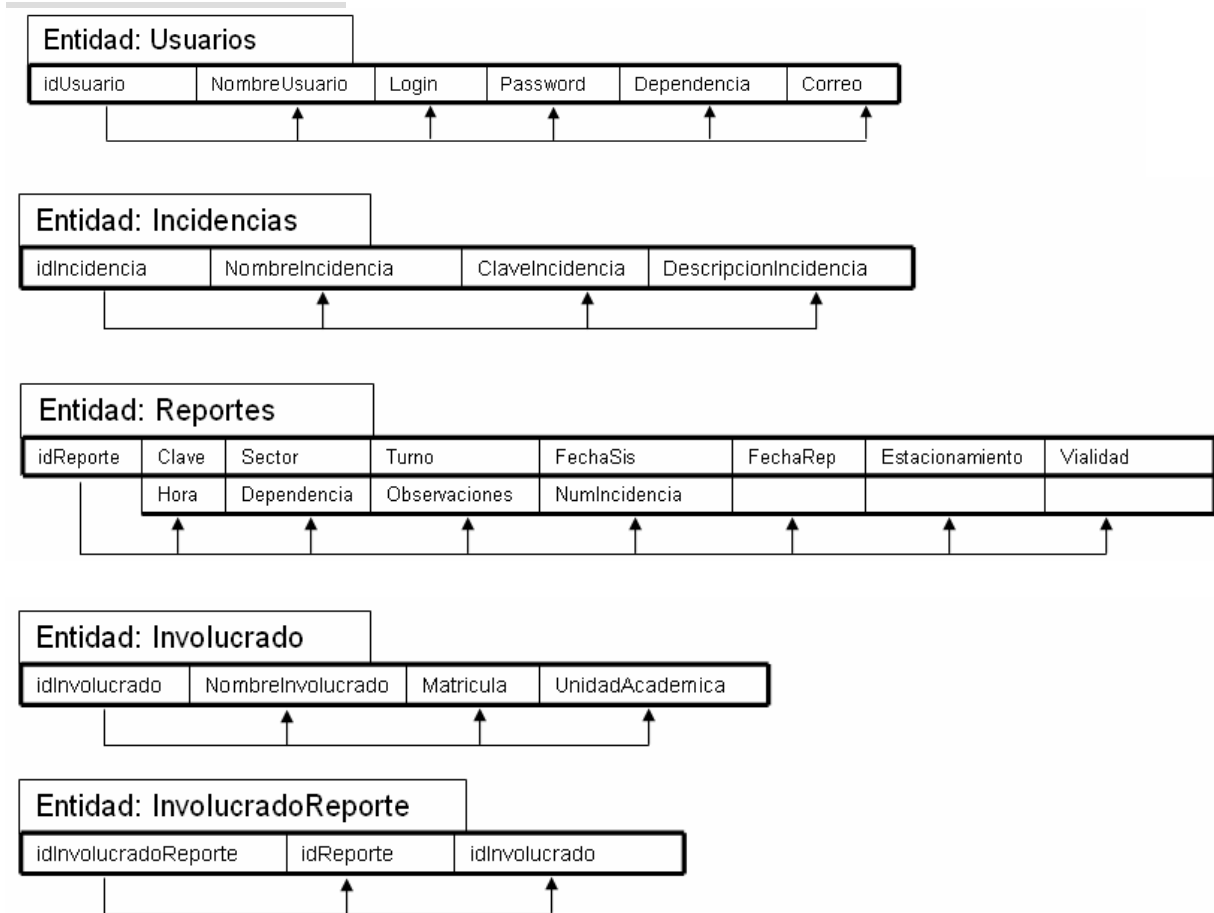 Entidad: Usuarios
idUsuario NombreUsuario Login Password Dependencia Correo
Entidad: Incidencias
idIncidencia NombreIncidencia ClaveIncidencia DescripcionIncidencia
Entidad: Reportes
idReporte Clave Sector Turno FechaSis FechaRep Estacionamiento Vialidad
Hora Dependencia Observaciones NumIncidencia
Entidad: Involucrado
idInvolucrado NombreInvolucrado Matricula UnidadAcademica
Entidad: InvolucradoReporte
idInvolucradoReporte idReporte idInvolucrado